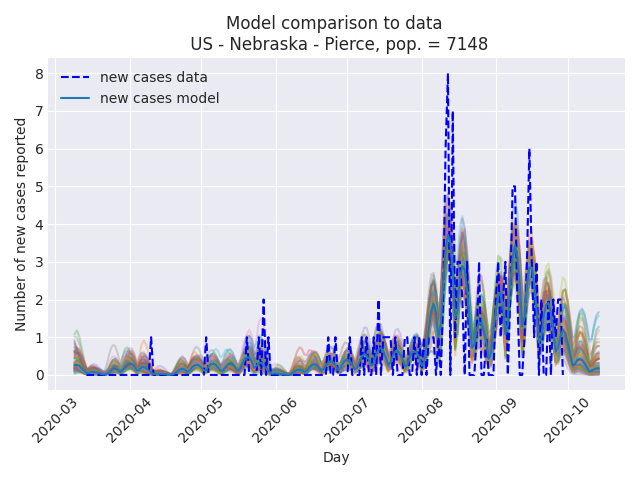 Model comparison to data
US - Nebraska - Pierce, pop. = 7148
new cases data
new cases model
Number of new cases reported
8
7
6
5
4
3
2
1
0
2020-03
2020-04
2020-05
2020-06
2020-07
2020-08
2020-09
2020-10
Day